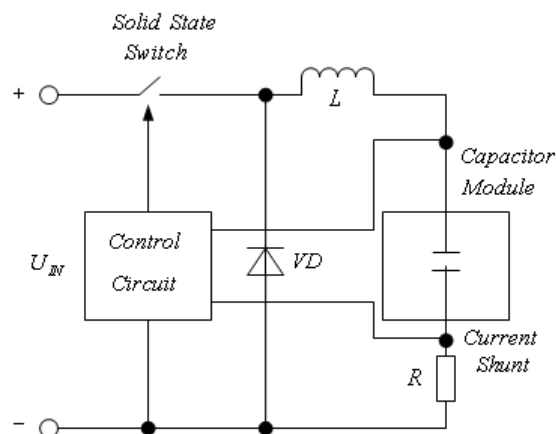 Solid State
Switch
+
L
Capacitor
Module
U_IN
Control
Circuit
VD
Current
Shunt
R
−